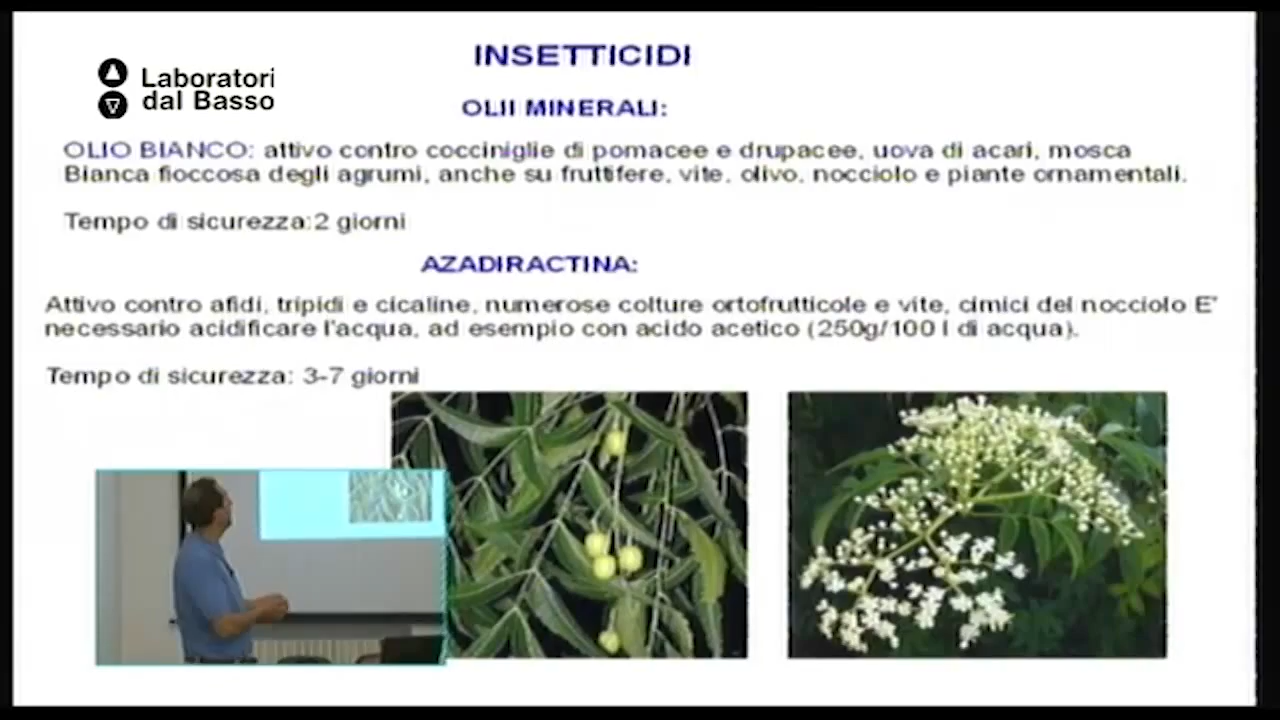 INSETTICIDI
Laboratori
dal Basso
OLII MINERALI:
OLIO BIANCO: attivo contro cocciniglie di pomacee e drupacee, uova di acari, mosca
Bianca fioccosa degli agrumi, anche su fruttifere, vite, olivo, nocciolo e piante ornamentali.
Tempo di sicurezza:2 giorni
AZADIRACTINA:
Attivo contro afidi, tripidi e cicaline, numerose colture ortofrutticole e vite, cimici del nocciolo E'
necessario acidificare l'acqua, ad esempio con acido acetico (250g/100 l di acqua).
Tempo di sicurezza: 3-7 giorni